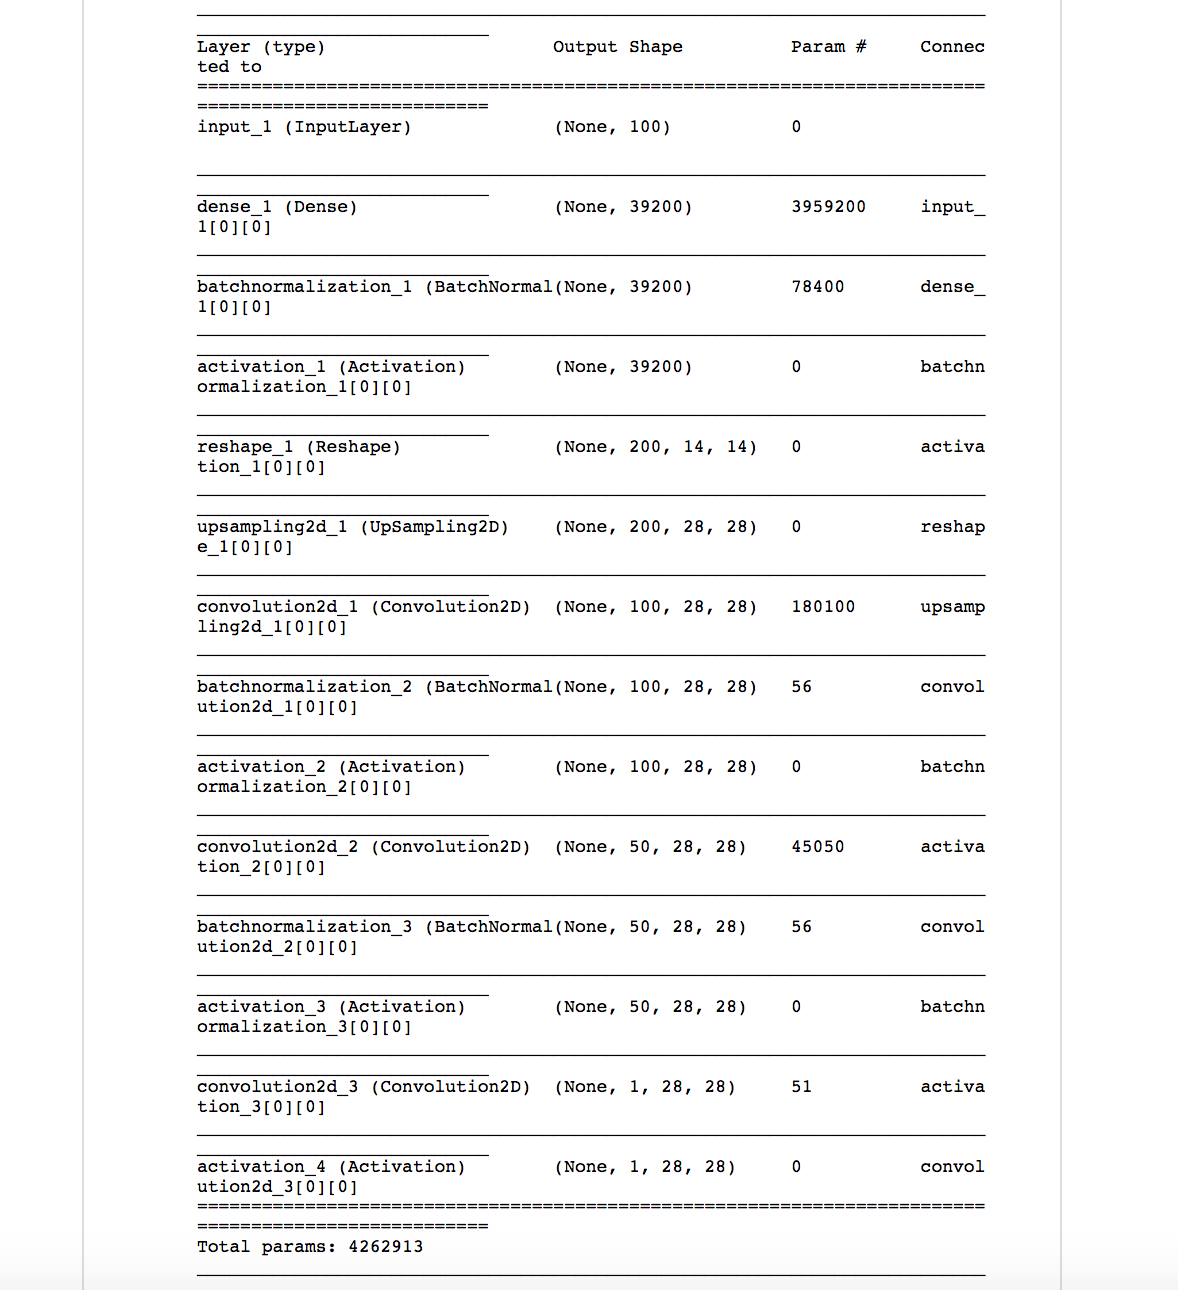 Layer (type) Output Shape Param # Connec
ted to
==========================================================================
===========================
input_1 (InputLayer) (None, 100) 0
dense_1 (Dense) (None, 39200) 3959200 input_
1[0][0]
batchnormalization_1 (BatchNormal(None, 39200) 78400 dense_
1[0][0]
activation_1 (Activation) (None, 39200) 0 batchn
ormalization_1[0][0]
reshape_1 (Reshape) (None, 200, 14, 14) 0 activa
tion_1[0][0]
upsampling2d_1 (UpSampling2D) (None, 200, 28, 28) 0 reshap
e_1[0][0]
convolution2d_1 (Convolution2D) (None, 100, 28, 28) 180100 upsamp
ling2d_1[0][0]
batchnormalization_2 (BatchNormal(None, 100, 28, 28) 56 convol
ution2d_1[0][0]
activation_2 (Activation) (None, 100, 28, 28) 0 batchn
ormalization_2[0][0]
convolution2d_2 (Convolution2D) (None, 50, 28, 28) 45050 activa
tion_2[0][0]
batchnormalization_3 (BatchNormal(None, 50, 28, 28) 56 convol
ution2d_2[0][0]
activation_3 (Activation) (None, 50, 28, 28) 0 batchn
ormalization_3[0][0]
convolution2d_3 (Convolution2D) (None, 1, 28, 28) 51 activa
tion_3[0][0]
activation_4 (Activation) (None, 1, 28, 28) 0 convol
ution2d_3[0][0]
==========================================================================
===========================
Total params: 4262913